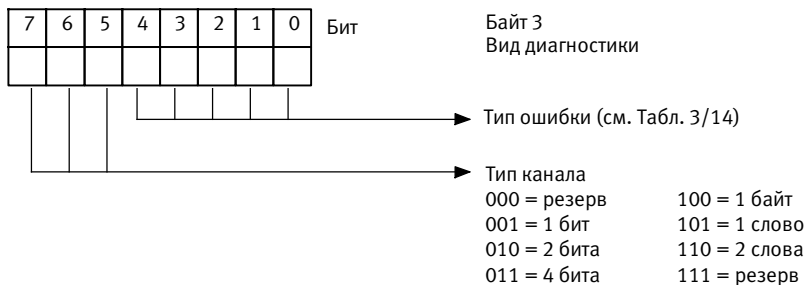 7 6 5 4 3 2 1 0 Бит
Байт 3
Вид диагностики
Тип ошибки (см. Табл. 3/14)
Тип канала
000 = резерв 100 = 1 байт
001 = 1 бит 101 = 1 слово
010 = 2 бита 110 = 2 слова
011 = 4 бита 111 = резерв